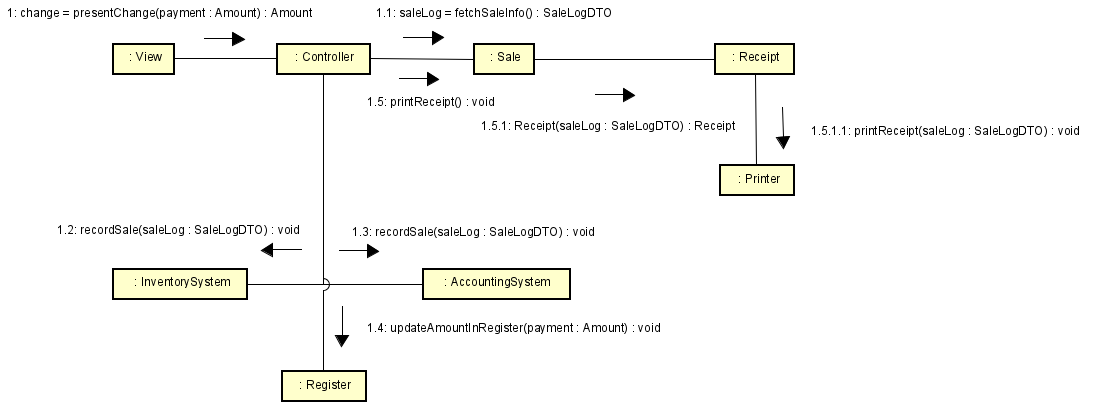 1: change = presentChange(payment : Amount) : Amount
1.1: saleLog = fetchSaleInfo() : SaleLogDTO
: View
: Controller
: Sale
: Receipt
1.5: printReceipt() : void
1.5.1: Receipt(saleLog : SaleLogDTO) : Receipt
1.5.1.1: printReceipt(saleLog : SaleLogDTO) : void
: Printer
1.2: recordSale(saleLog : SaleLogDTO) : void
1.3: recordSale(saleLog : SaleLogDTO) : void
: InventorySystem
: AccountingSystem
1.4: updateAmountInRegister(payment : Amount) : void
: Register